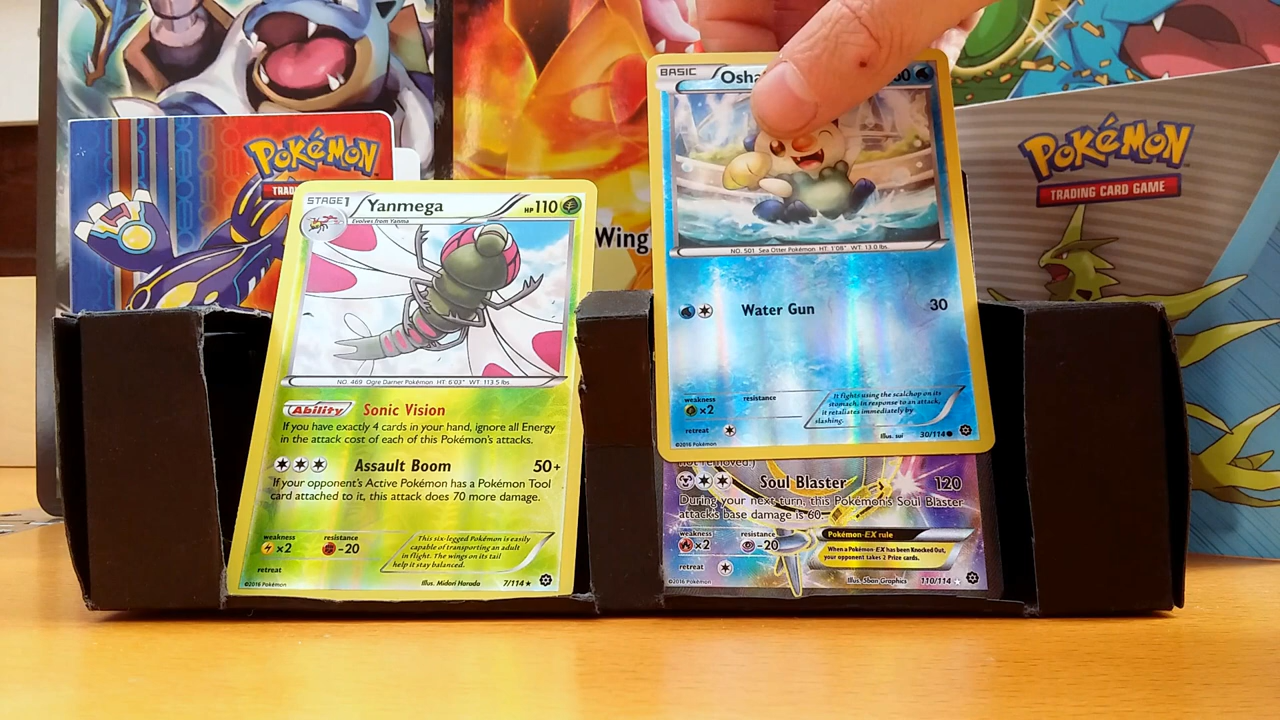 Pokémon
TRADING CARD GAME
Pokémon
Wing
STAGE1
Yanmega
HP 110
Evolves from Yanma
NO. 469 Ogre Darner Pokémon HT: 6'03" WT: 113.5 lbs
Ability Sonic Vision
If you have exactly 4 cards in your hand, ignore all Energy
in the attack cost of each of this Pokémon's attacks.
Assault Boom 50+
If your opponent's Active Pokémon has a Pokémon Tool
card attached to it, this attack does 70 more damage.
weakness
×2
resistance
-20
retreat
This six-legged Pokémon is easily
capable of transporting an adult
in flight. The wings on its tail
help it stay balanced.
©2016 Pokémon
Illus. Midori Harada
7/114
BASIC
NO. 501 Sea Otter Pokémon HT: 1'08" WT: 13.0 lbs
Water Gun 30
weakness
×2
resistance
retreat
It fights using the scalchop on its
stomach. In response to an attack,
it retaliates immediately by
slashing.
©2016 Pokémon
Illus. sui
30/114
not removed.)
Soul Blaster 120
During your next turn, this Pokémon's Soul Blaster
attack's base damage is 60.
weakness
×2
resistance
-20
retreat
Pokémon-EX rule
When a Pokémon-EX has been Knocked Out,
your opponent takes 2 Prize cards.
©2016 Pokémon
Illus. 5ban Graphics
110/114